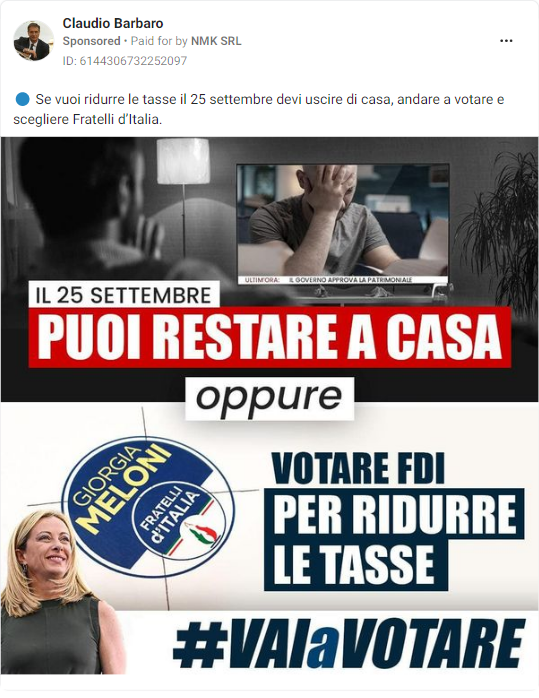 Claudio Barbaro
Sponsored • Paid for by NMK SRL
ID: 6144306732252097
Se vuoi ridurre le tasse il 25 settembre devi uscire di casa, andare a votare e
scegliere Fratelli d'Italia.
ULTIM'ORA: IL GOVERNO APPROVA LA PATRIMONIALE
IL 25 SETTEMBRE
PUOI RESTARE A CASA
oppure
GIORGIA
MELONI
FRATELLI
d'ITALIA
VOTARE FDI
PER RIDURRE
LE TASSE
#VAIaVOTARE